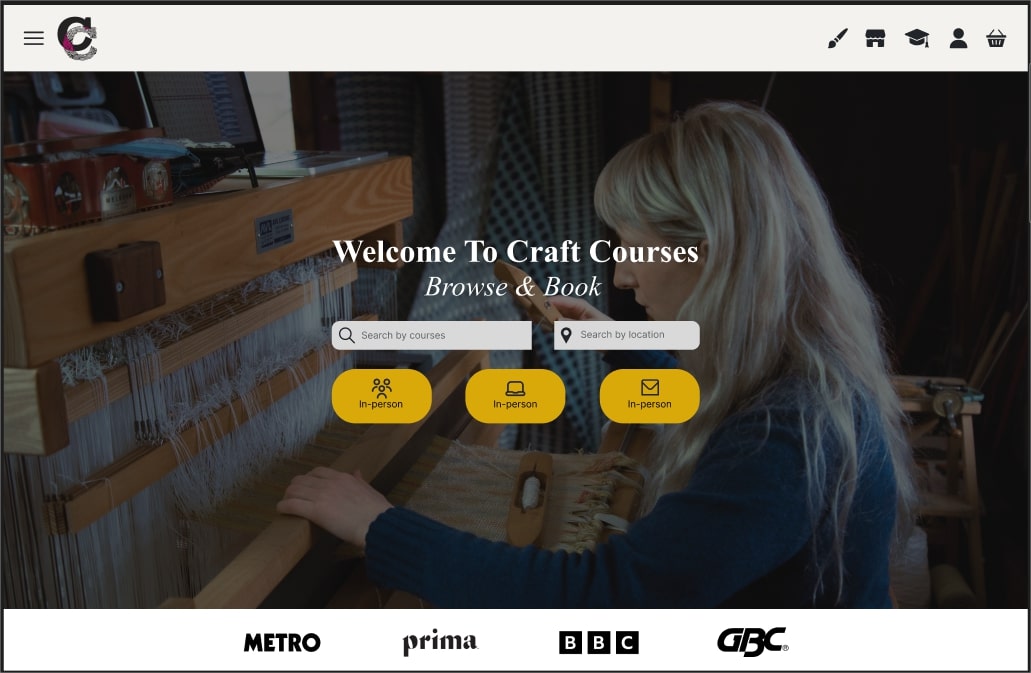 Welcome To Craft Courses
Browse & Book
Search by courses
Search by location
In-person
In-person
In-person
METRO
prima
BBC
GBC®